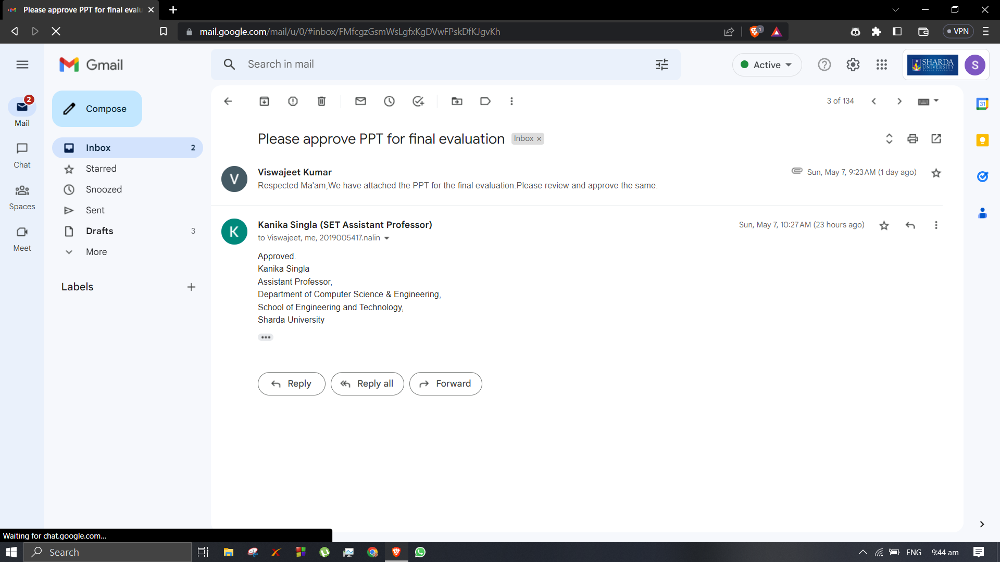 Please approve PPT for final evalu
mail.google.com/mail/u/0/#inbox/FMfcgzGsmWsLgfxKgDVwFPskDfKJgvKh
1
VPN
Gmail
Search in mail
Active
SHARDA
UNIVERSITY
S
2
Mail
Chat
Spaces
Meet
Compose
Inbox 2
Starred
Snoozed
Sent
Drafts 3
More
Labels
3 of 134
31
Please approve PPT for final evaluation Inbox ×
V
Viswajeet Kumar
Sun, May 7, 9:23 AM (1 day ago)
Respected Ma'am,We have attached the PPT for the final evaluation.Please review and approve the same.
K
Kanika Singla (SET Assistant Professor)
Sun, May 7, 10:27 AM (23 hours ago)
to Viswajeet, me, 2019005417.nalin
Approved.
Kanika Singla
Assistant Professor,
Department of Computer Science & Engineering,
School of Engineering and Technology,
Sharda University
Reply
Reply all
Forward
Waiting for chat.google.com...
Search
ENG
9:44 am